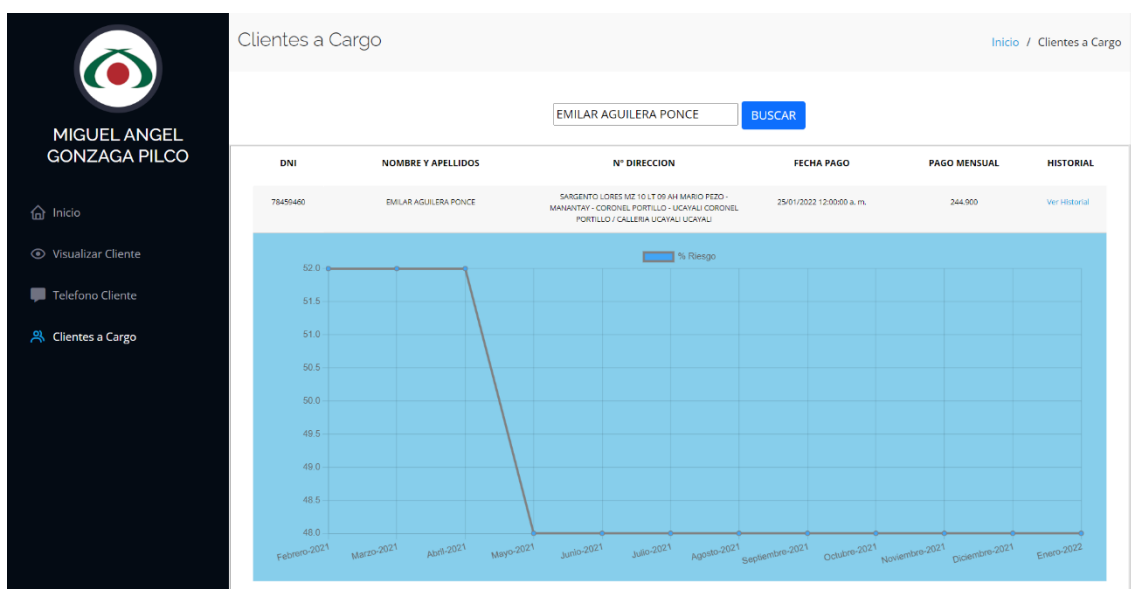 MIGUEL ANGEL
GONZAGA PILCO
Inicio
Visualizar Cliente
Telefono Cliente
Clientes a Cargo
Clientes a Cargo
Inicio / Clientes a Cargo
EMILAR AGUILERA PONCE BUSCAR
DNI NOMBRE Y APELLIDOS N° DIRECCION FECHA PAGO PAGO MENSUAL HISTORIAL
SARGENTO LORES MZ 10 LT 09 AH MARIO PEZO -
78459460 EMILAR AGUILERA PONCE MANANTAY - CORONEL PORTILLO - UCAYALI CORONEL 25/01/2022 12:00:00 a. m. 244.900 Ver Historial
PORTILLO / CALLERIA UCAYALI UCAYALI
% Riesgo
52.0
51.5
51.0
50.5
50.0
49.5
49.0
48.5
48.0
Febrero-2021 Marzo-2021 Abril-2021 Mayo-2021 Junio-2021 Julio-2021 Agosto-2021 Septiembre-2021 Octubre-2021 Noviembre-2021 Diciembre-2021 Enero-2022